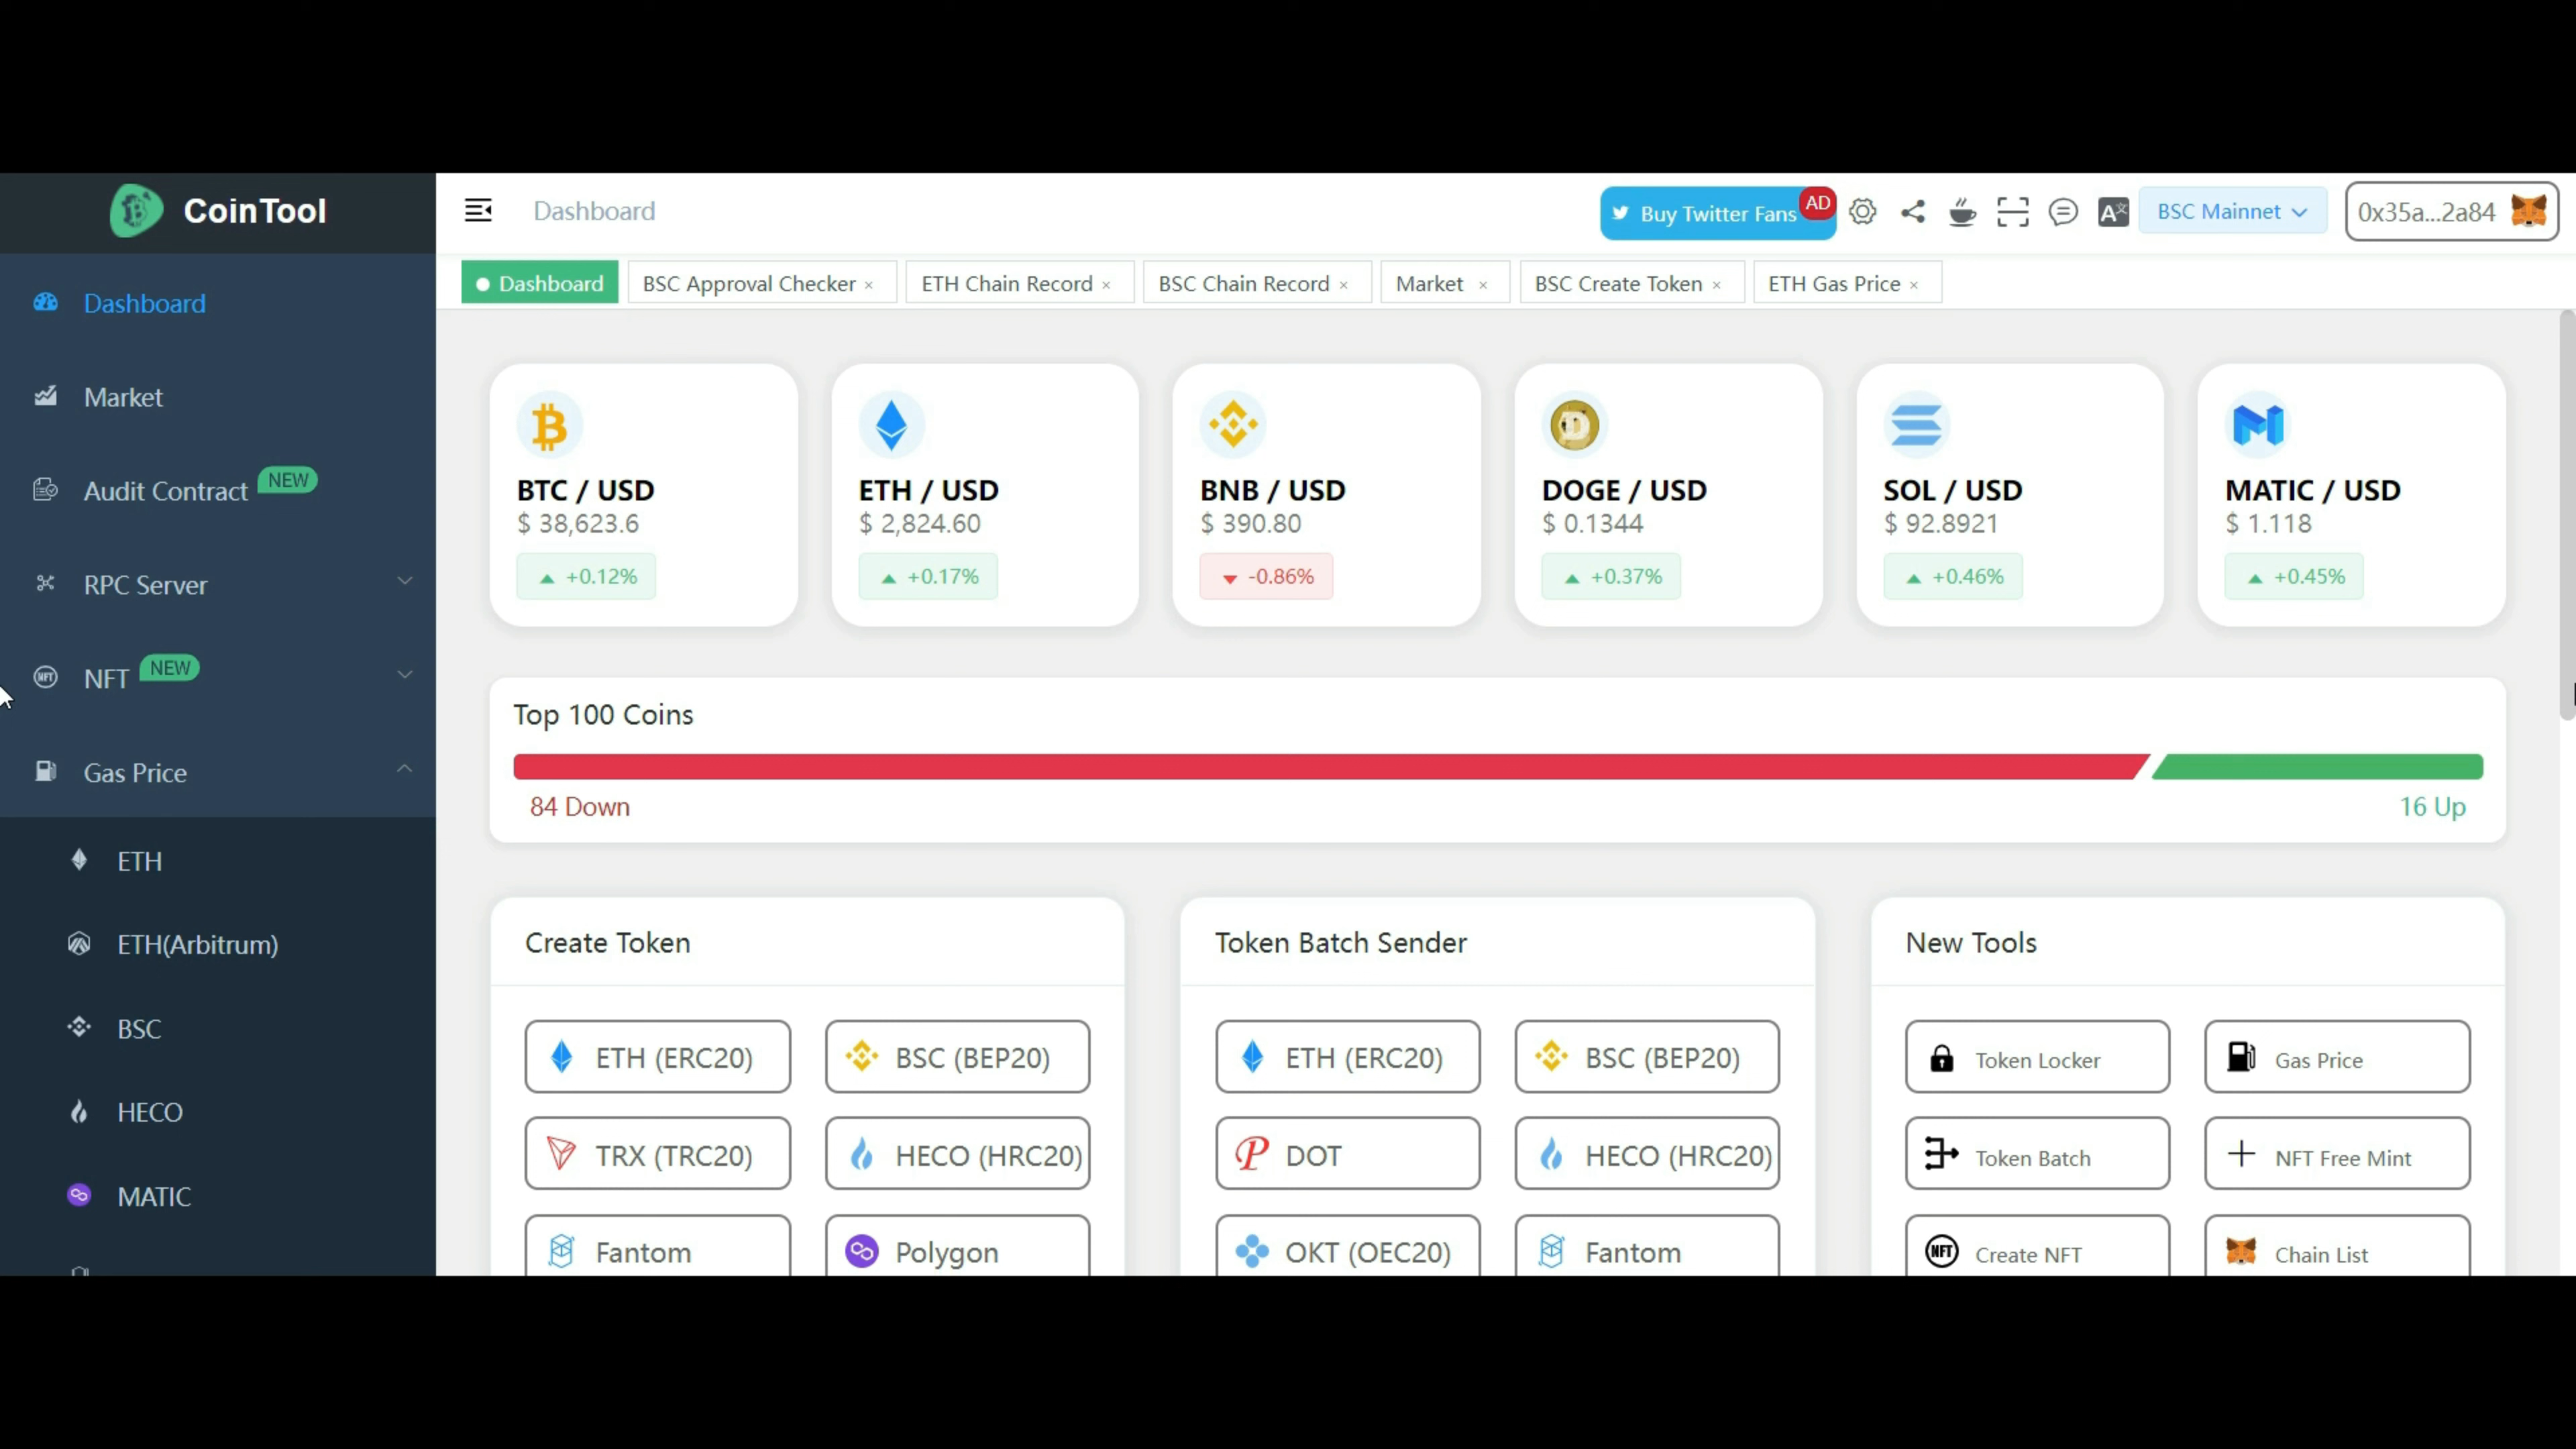 CoinTool
Dashboard
Buy Twitter Fans AD
BSC Mainnet
0x35a...2a84
Dashboard
BSC Approval Checker ×
ETH Chain Record ×
BSC Chain Record ×
Market ×
BSC Create Token ×
ETH Gas Price ×
Dashboard
Market
Audit Contract NEW
RPC Server
NFT NEW
Gas Price
ETH
ETH(Arbitrum)
BSC
HECO
MATIC
BTC / USD
$ 38,623.6
+0.12%
ETH / USD
$ 2,824.60
+0.17%
BNB / USD
$ 390.80
-0.86%
DOGE / USD
$ 0.1344
+0.37%
SOL / USD
$ 92.8921
+0.46%
MATIC / USD
$ 1.118
+0.45%
Top 100 Coins
84 Down
16 Up
Create Token
ETH (ERC20)
BSC (BEP20)
TRX (TRC20)
HECO (HRC20)
Fantom
Polygon
Token Batch Sender
ETH (ERC20)
BSC (BEP20)
DOT
HECO (HRC20)
OKT (OEC20)
Fantom
New Tools
Token Locker
Gas Price
Token Batch
NFT Free Mint
NFT Create NFT
Chain List